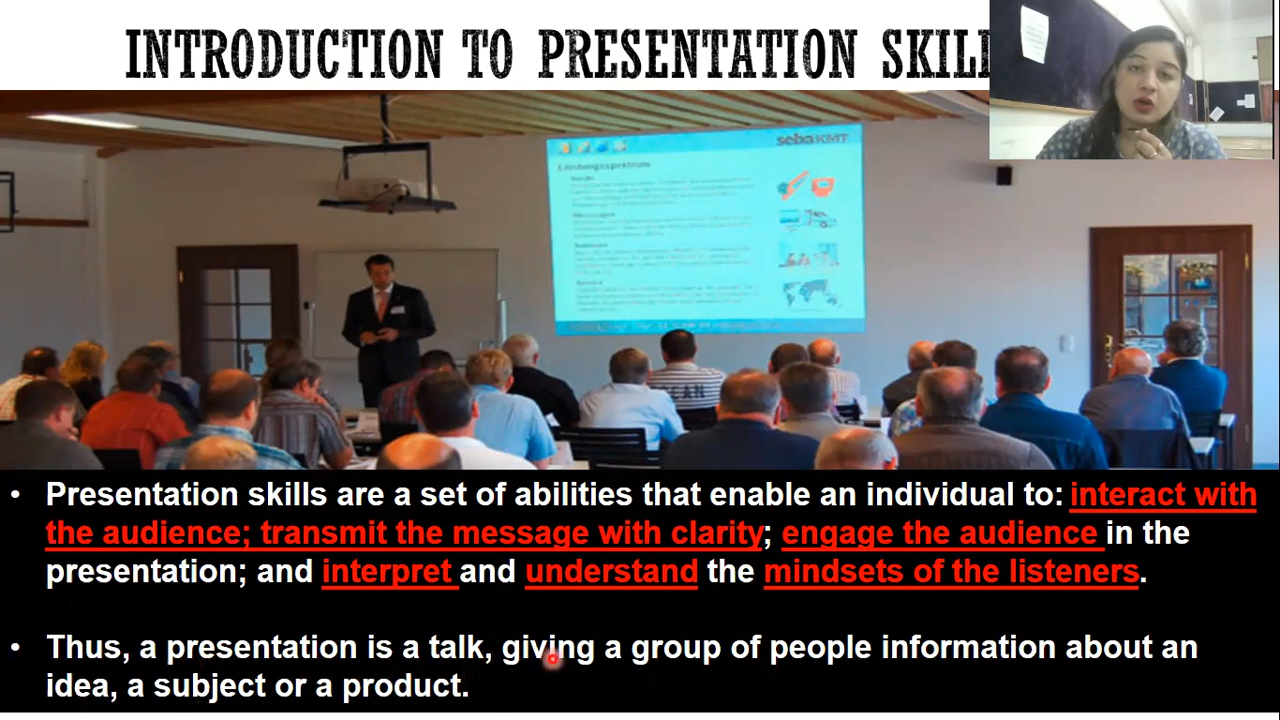 INTRODUCTION TO PRESENTATION SKILL
seba KMT
Leistungsspektrum
• Presentation skills are a set of abilities that enable an individual to: interact with
the audience; transmit the message with clarity; engage the audience in the
presentation; and interpret and understand the mindsets of the listeners.
• Thus, a presentation is a talk, giving a group of people information about an
idea, a subject or a product.